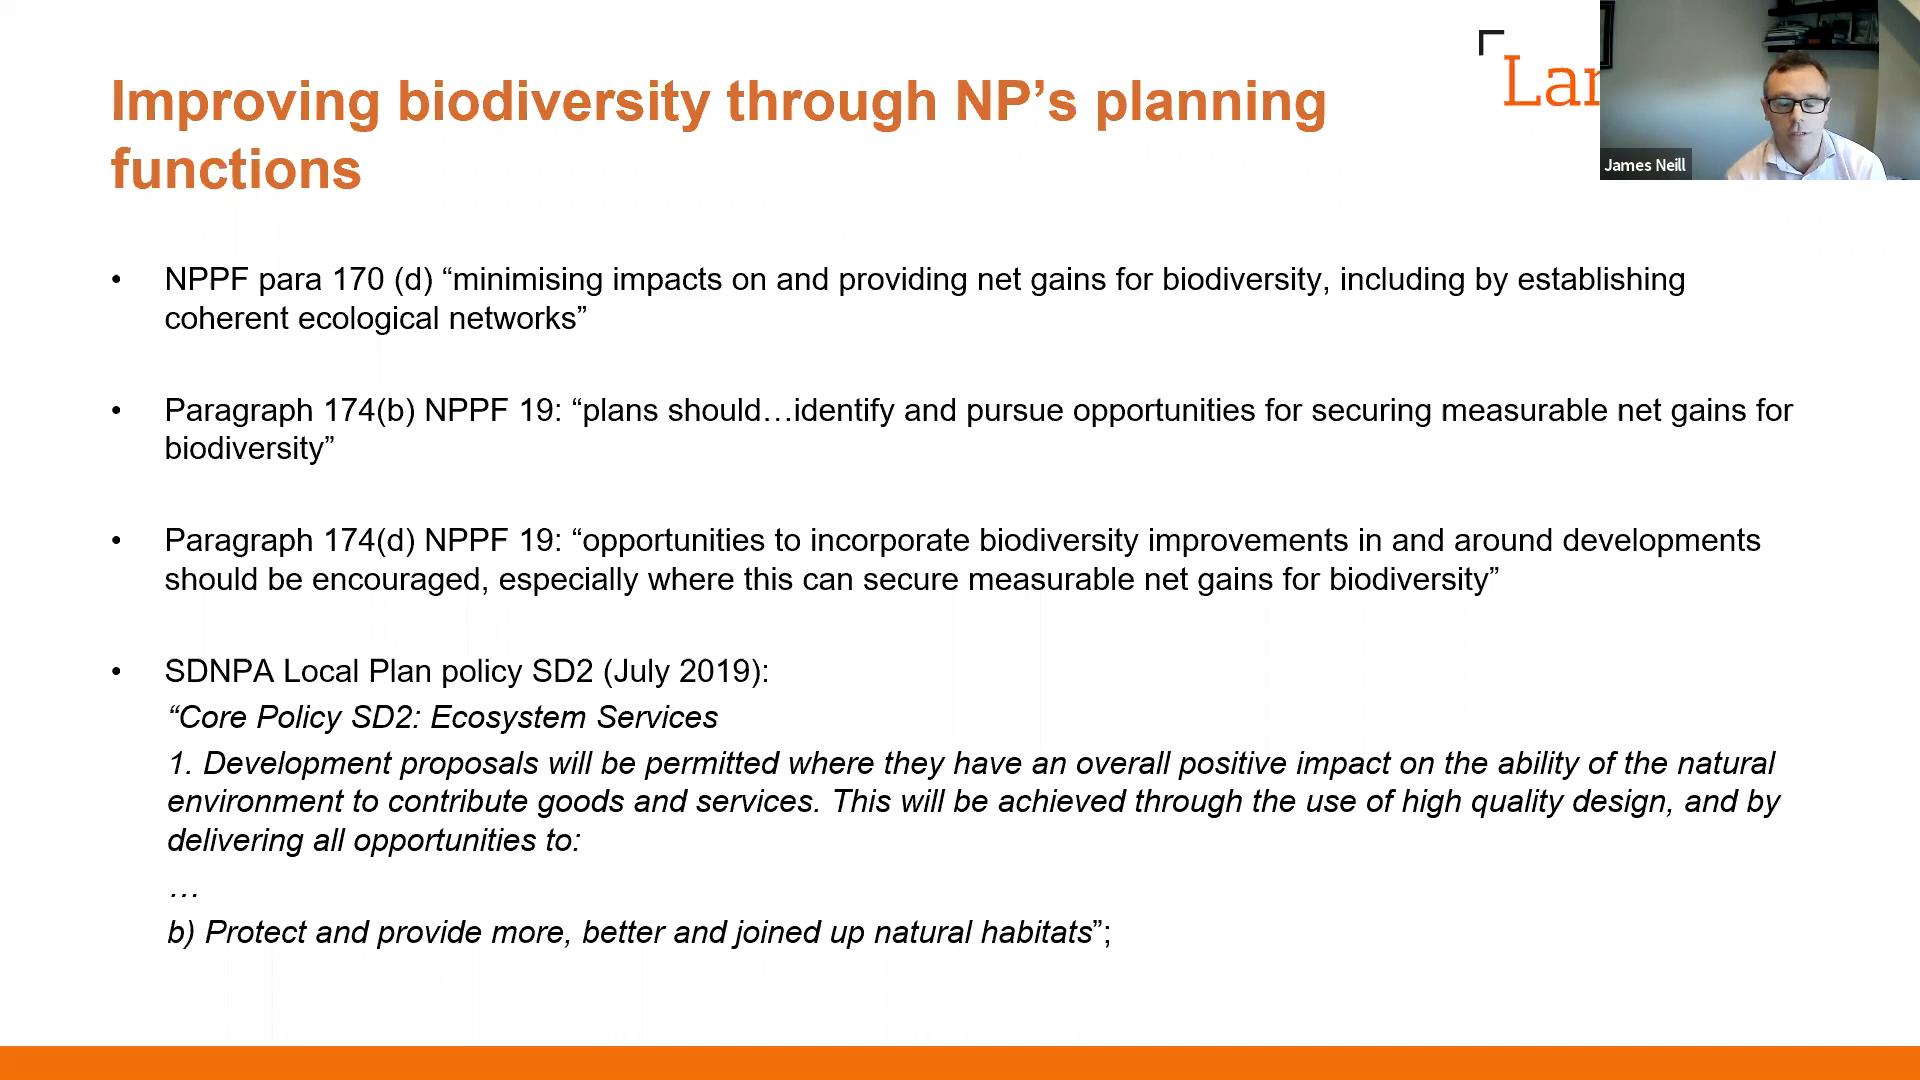 Improving biodiversity through NP’s planning
functions
Lan
James Neill
• NPPF para 170 (d) “minimising impacts on and providing net gains for biodiversity, including by establishing
coherent ecological networks”
• Paragraph 174(b) NPPF 19: “plans should…identify and pursue opportunities for securing measurable net gains for
biodiversity”
• Paragraph 174(d) NPPF 19: “opportunities to incorporate biodiversity improvements in and around developments
should be encouraged, especially where this can secure measurable net gains for biodiversity”
• SDNPA Local Plan policy SD2 (July 2019):
“Core Policy SD2: Ecosystem Services
1. Development proposals will be permitted where they have an overall positive impact on the ability of the natural
environment to contribute goods and services. This will be achieved through the use of high quality design, and by
delivering all opportunities to:
…
b) Protect and provide more, better and joined up natural habitats”;